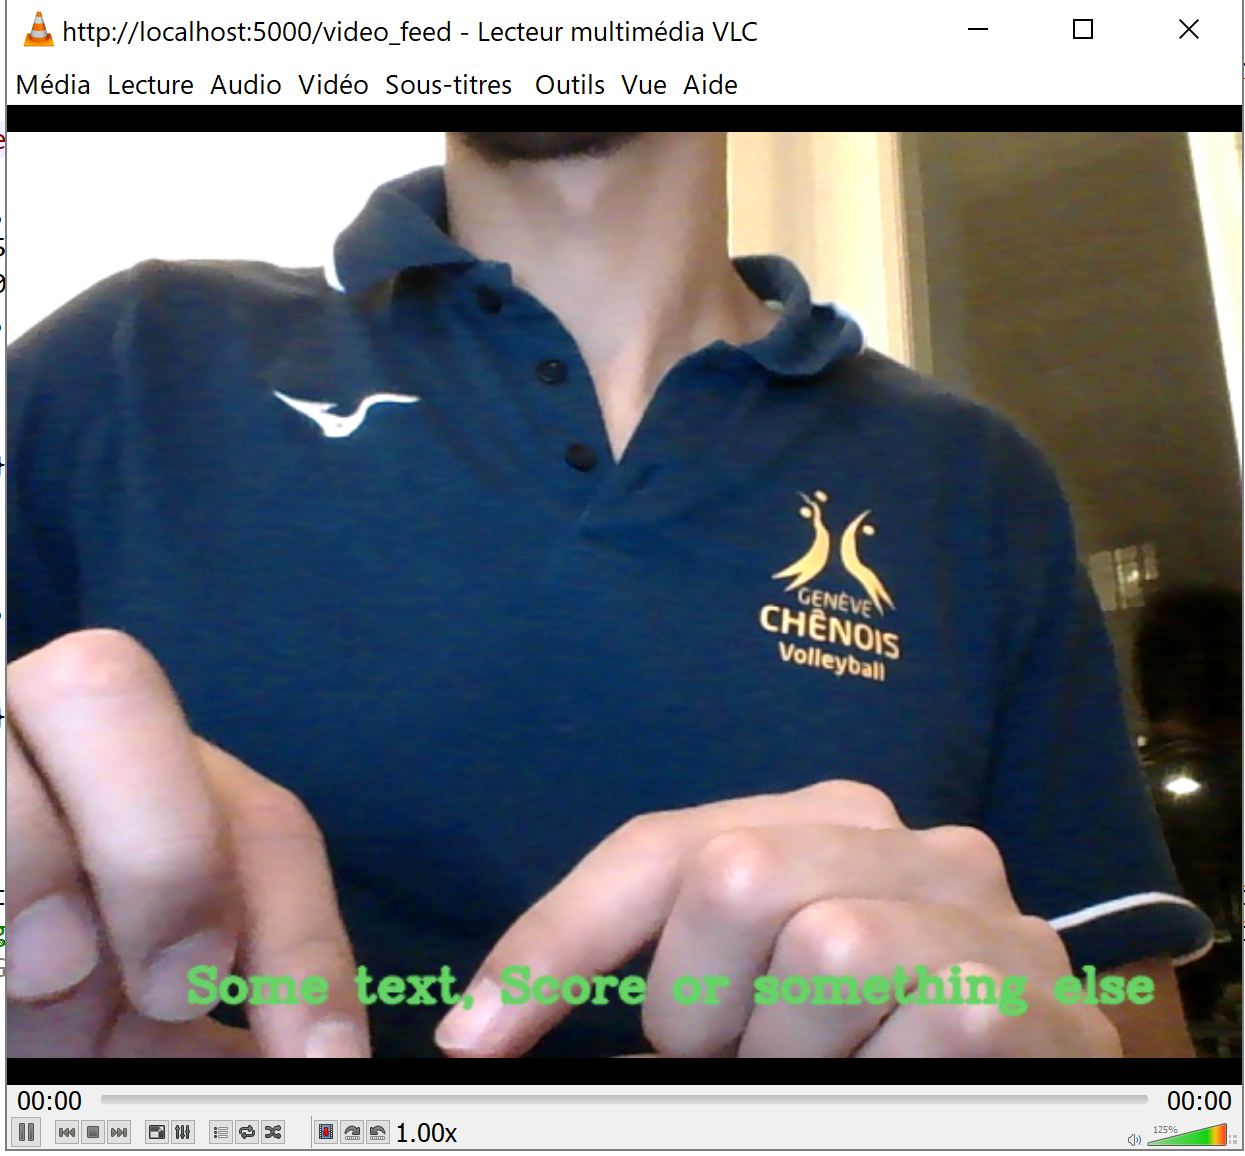 http://localhost:5000/video_feed - Lecteur multimédia VLC
Média Lecture Audio Vidéo Sous-titres Outils Vue Aide
GENÈVE
CHÊNOIS
Volleyball
Some text, Score or something else
00:00 00:00
1.00x 125%